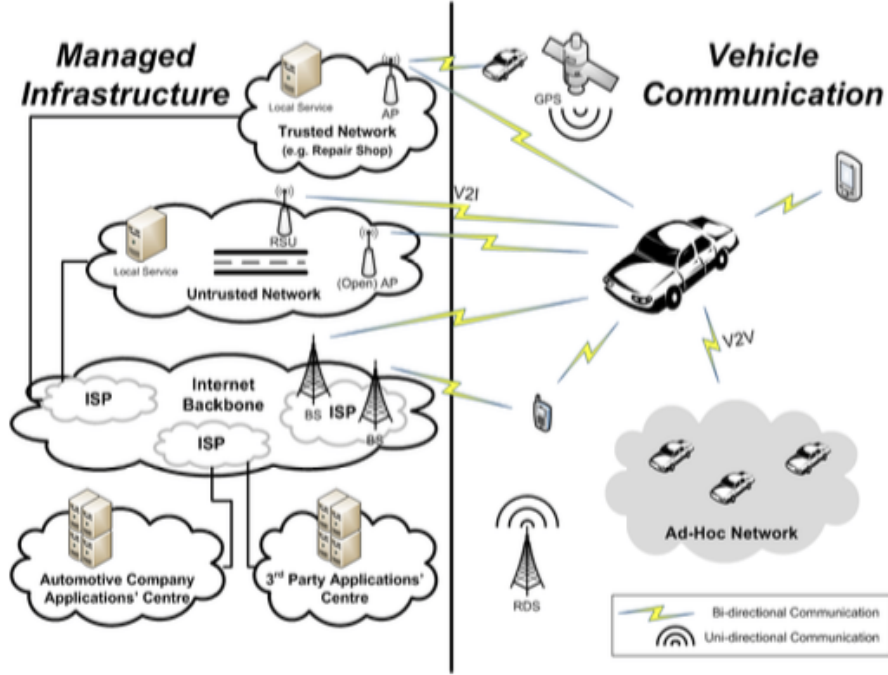 Managed
Infrastructure
Vehicle
Communication
Local Service
AP
Trusted Network
(e.g. Repair Shop)
GPS
V2I
RSU
Local Service
(Open) AP
Untrusted Network
V2V
ISP
Internet
Backbone
BS
ISP
BS
ISP
Ad-Hoc Network
Automotive Company
Applications' Centre
3rd Party Applications'
Centre
RDS
Bi-directional Communication
Uni-directional Communication